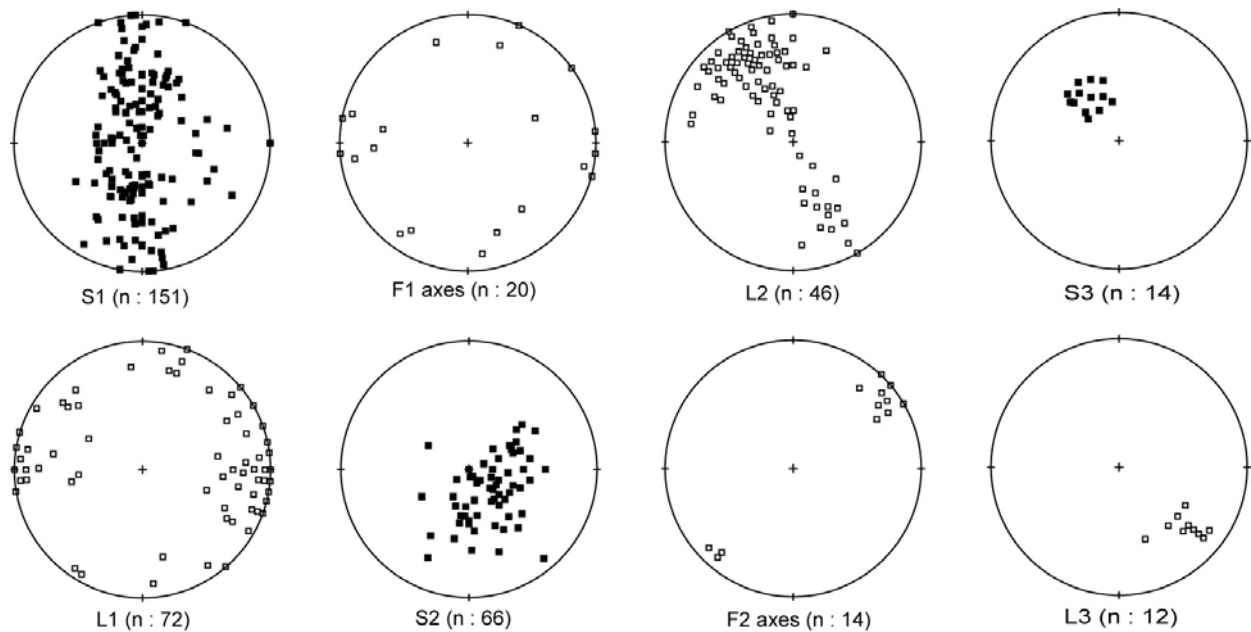 S1 (n : 151)
F1 axes (n : 20)
L2 (n : 46)
S3 (n : 14)
L1 (n : 72)
S2 (n : 66)
F2 axes (n : 14)
L3 (n : 12)